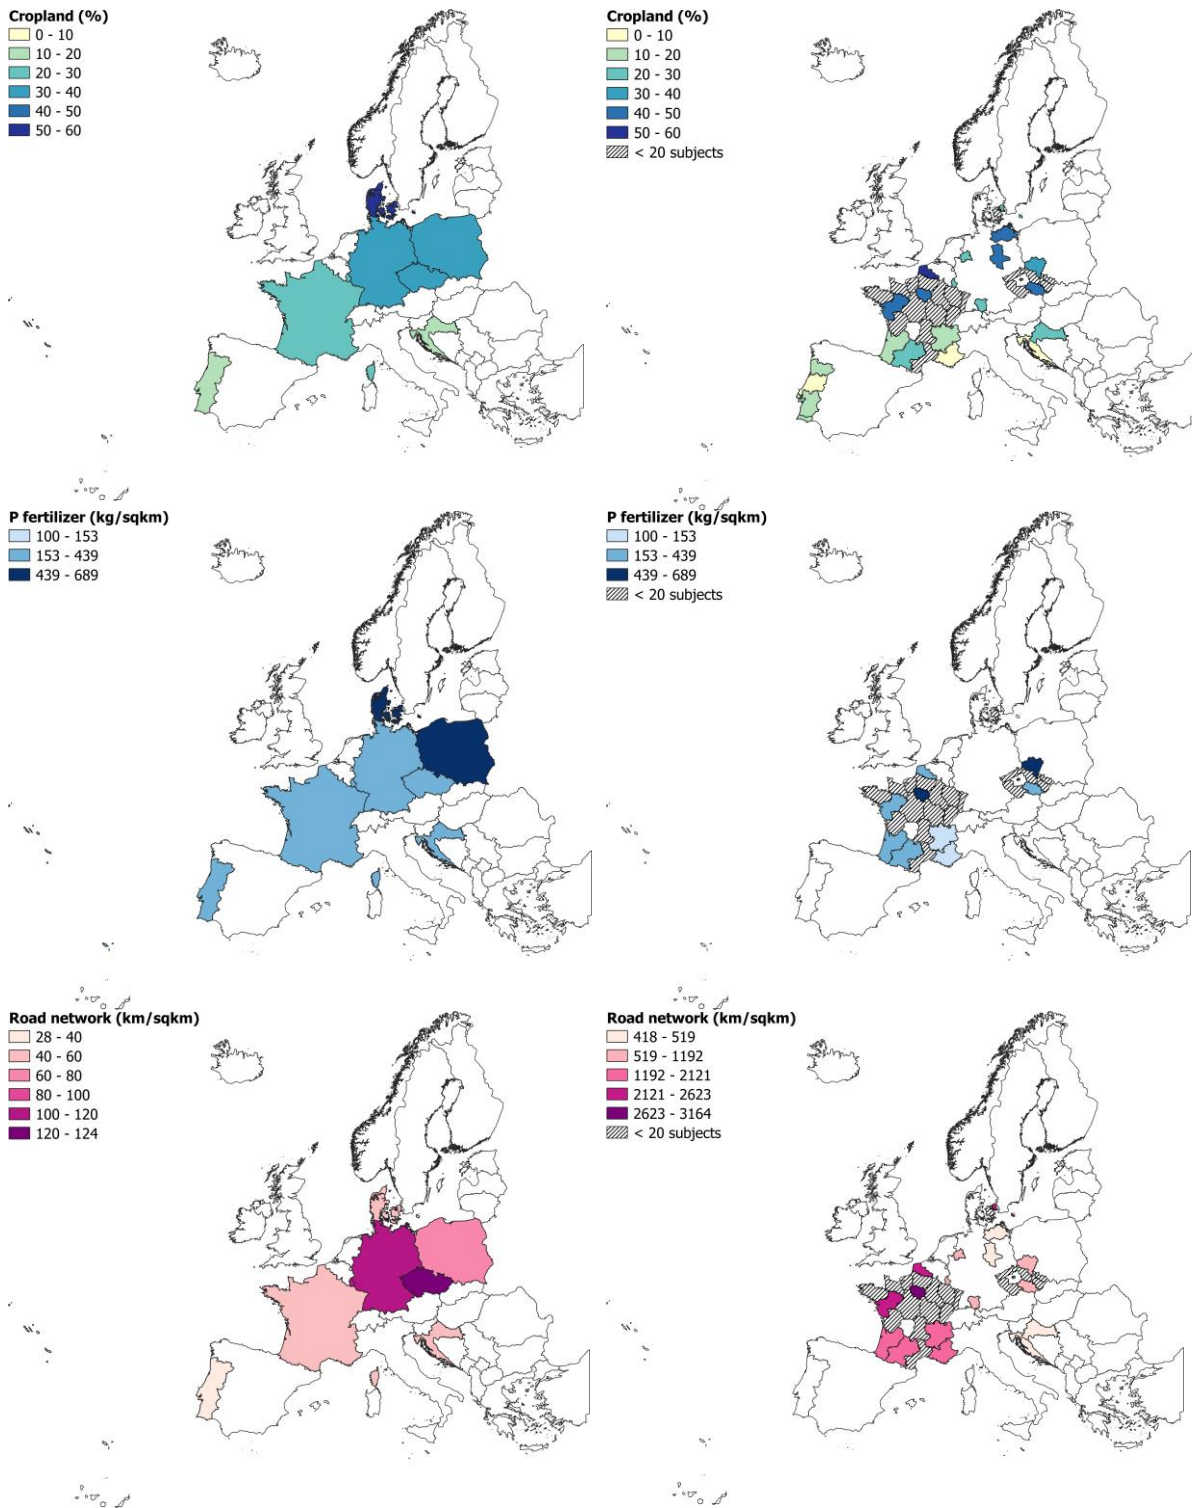 Cropland (%)
0 - 10
10 - 20
20 - 30
30 - 40
40 - 50
50 - 60
Cropland (%)
0 - 10
10 - 20
20 - 30
30 - 40
40 - 50
50 - 60
< 20 subjects
P fertilizer (kg/sqkm)
100 - 153
153 - 439
439 - 689
P fertilizer (kg/sqkm)
100 - 153
153 - 439
439 - 689
< 20 subjects
Road network (km/sqkm)
28 - 40
40 - 60
60 - 80
80 - 100
100 - 120
120 - 124
Road network (km/sqkm)
418 - 519
519 - 1192
1192 - 2121
2121 - 2623
2623 - 3164
< 20 subjects